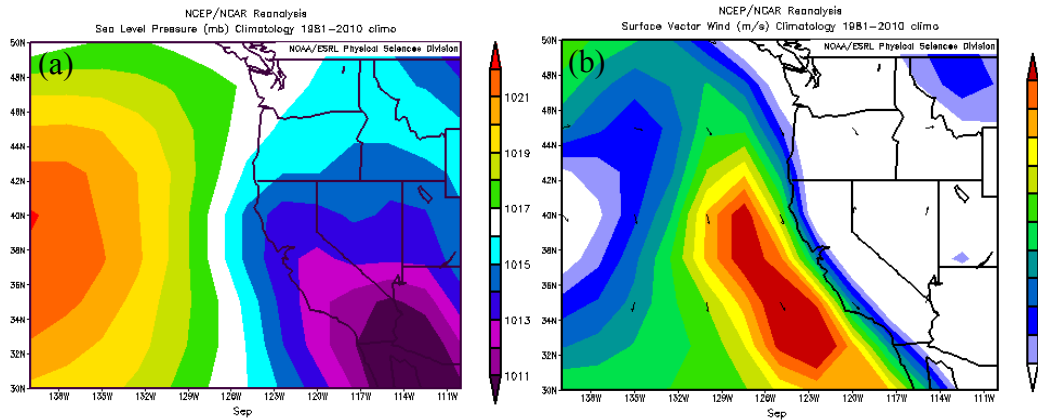 NCEP/NCAR Reanalysis
Sea Level Pressure (mb) Climatology 1981-2010 climo
NOAA/ESRL Physical Sciences Division
(a)
50N
48N
46N
44N
42N
40N
38N
36N
34N
32N
30N
138W
135W
132W
129W
126W
123W
120W
117W
114W
111W
Sep
1021
1019
1017
1015
1013
1011
NCEP/NCAR Reanalysis
Surface Vector Wind (m/s) Climatology 1981-2010 climo
NOAA/ESRL Physical Sciences Division
(b)
50N
48N
46N
44N
42N
40N
38N
36N
34N
32N
30N
138W
135W
132W
129W
126W
123W
120W
117W
114W
111W
Sep